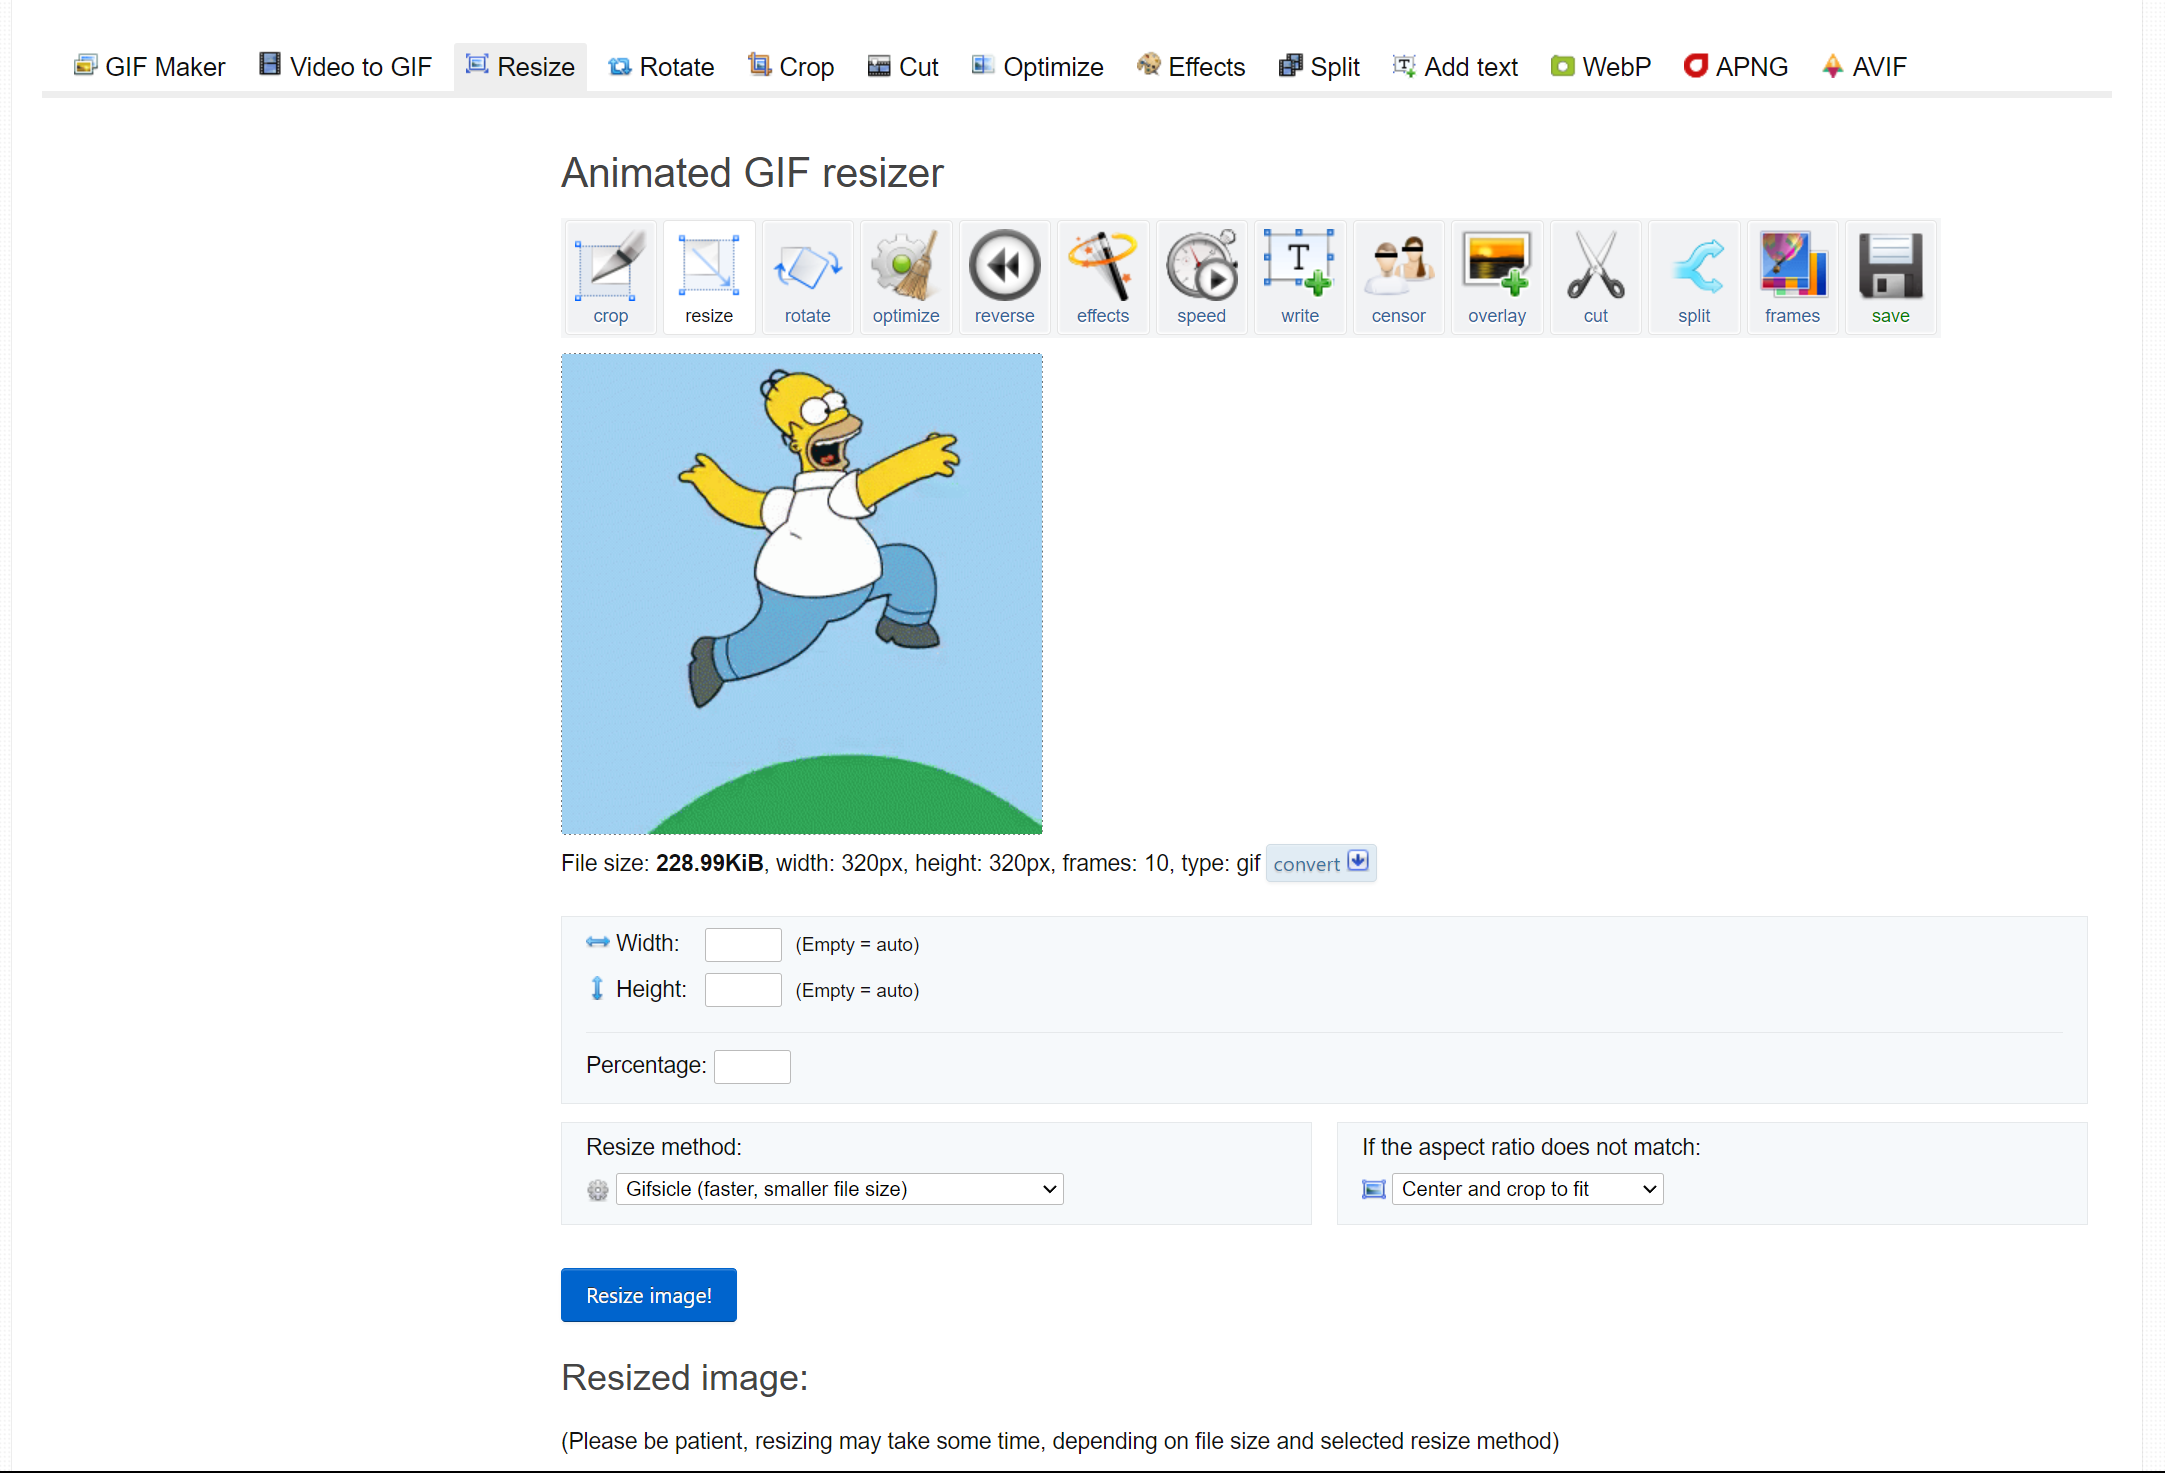 GIF Maker Video to GIF Resize Rotate Crop Cut Optimize Effects Split Add text WebP APNG AVIF
Animated GIF resizer
crop resize rotate optimize reverse effects speed write censor overlay cut split frames save
File size: 228.99KiB, width: 320px, height: 320px, frames: 10, type: gif convert
Width: (Empty = auto)
Height: (Empty = auto)
Percentage:
Resize method: If the aspect ratio does not match:
Gifsicle (faster, smaller file size) Center and crop to fit
Resize image!
Resized image:
(Please be patient, resizing may take some time, depending on file size and selected resize method)